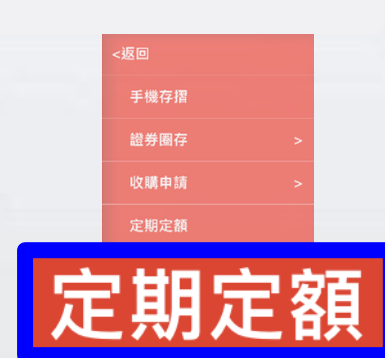 <返回
手機存摺
證券圈存 >
收購申請 >
定期定額
定期定額